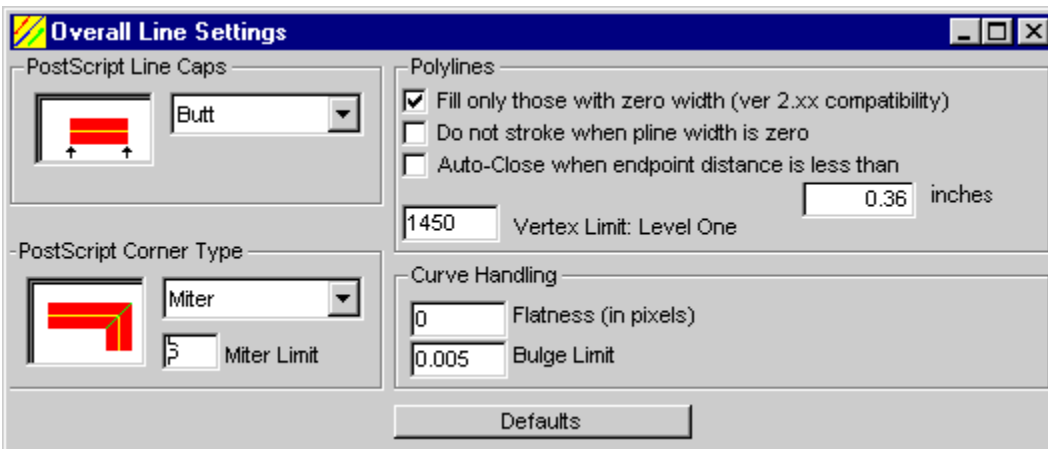 Overall Line Settings
PostScript Line Caps
Butt
Polylines
Fill only those with zero width (ver 2.xx compatibility)
Do not stroke when pline width is zero
Auto-Close when endpoint distance is less than
0.36 inches
1450 Vertex Limit: Level One
PostScript Corner Type
Miter
Miter Limit
Curve Handling
0 Flatness (in pixels)
0.005 Bulge Limit
Defaults